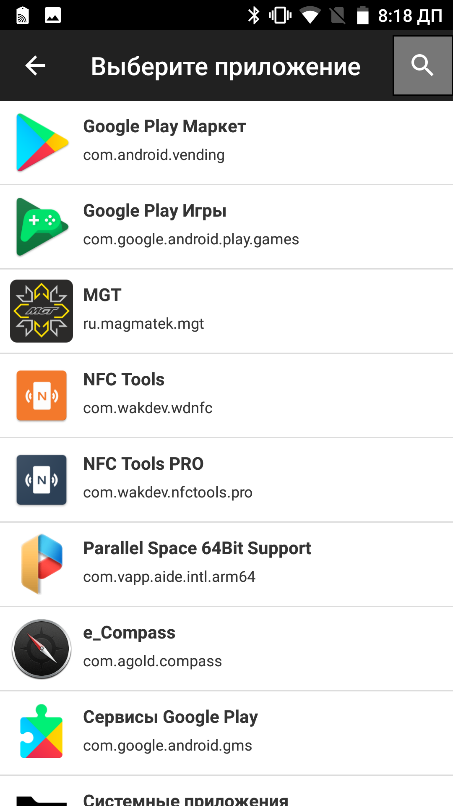 8:18 ДП
Выберите приложение
Google Play Маркет
com.android.vending
Google Play Игры
com.google.android.play.games
MGT
MGT
ru.magmatek.mgt
NFC Tools
N
com.wakdev.wdnfc
NFC Tools PRO
N
com.wakdev.nfctools.pro
Parallel Space 64Bit Support
com.vapp.aide.intl.arm64
e_Compass
com.agold.compass
Сервисы Google Play
com.google.android.gms
Системные приложения